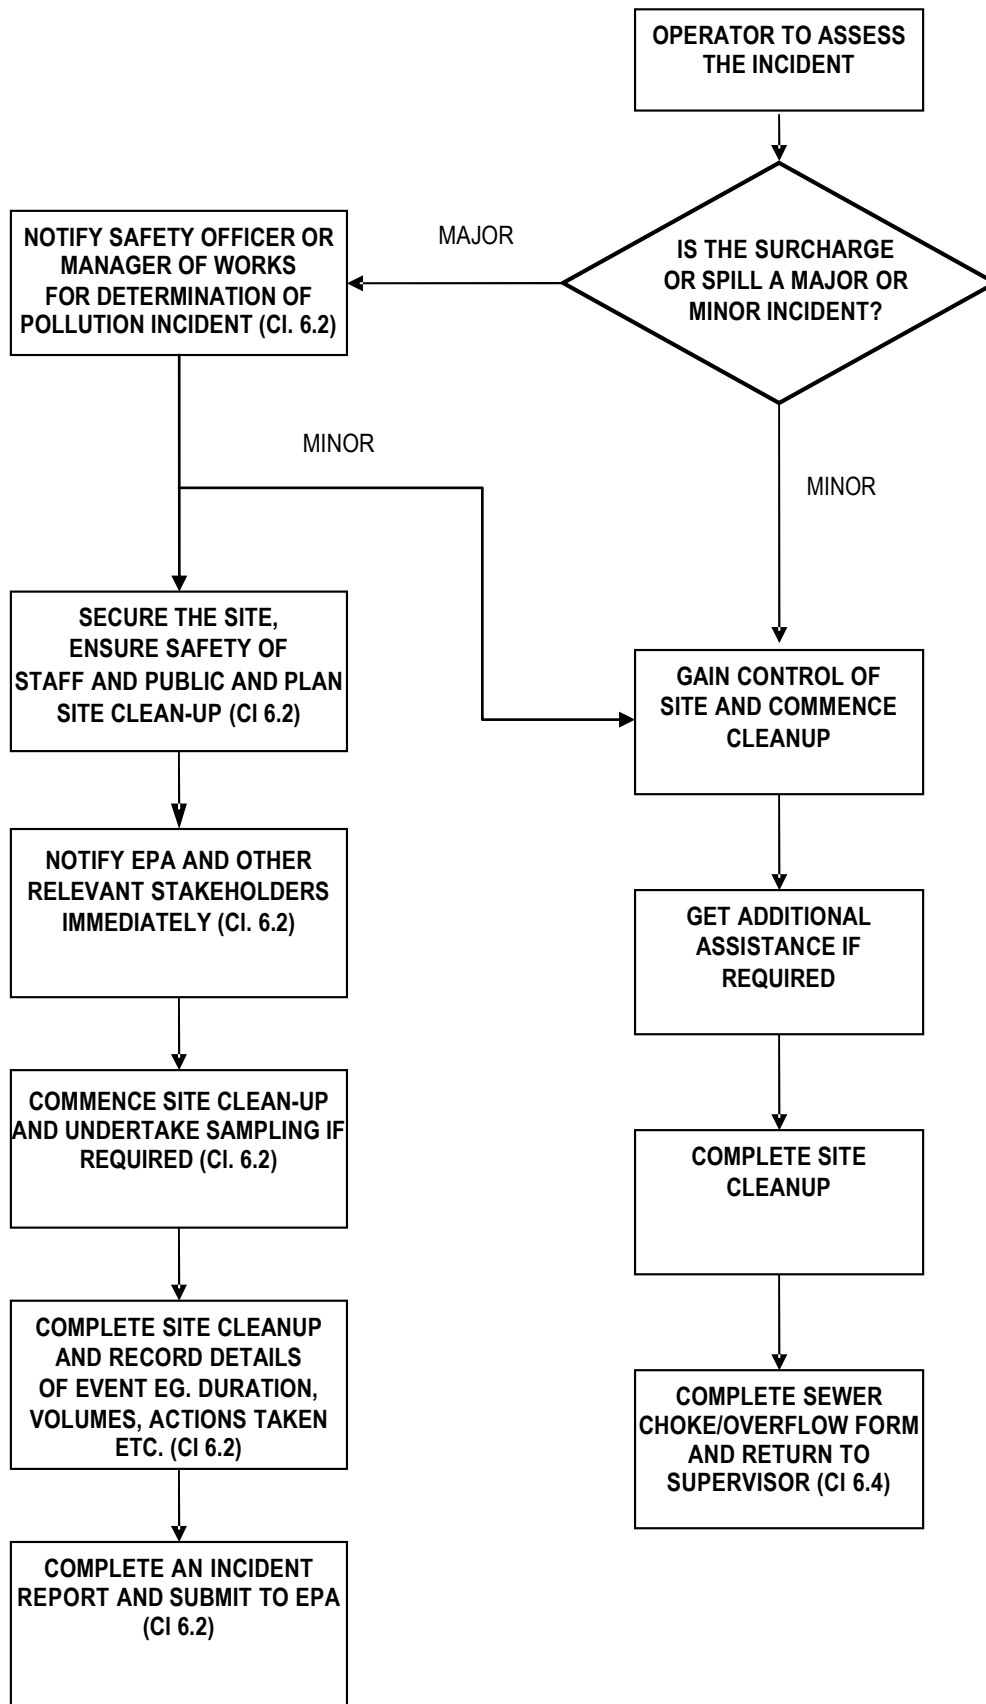 OPERATOR TO ASSESS
THE INCIDENT
IS THE SURCHARGE
OR SPILL A MAJOR OR
MINOR INCIDENT?
MAJOR
NOTIFY SAFETY OFFICER OR
MANAGER OF WORKS
FOR DETERMINATION OF
POLLUTION INCIDENT (Cl. 6.2)
MINOR
MINOR
SECURE THE SITE,
ENSURE SAFETY OF
STAFF AND PUBLIC AND PLAN
SITE CLEAN-UP (Cl 6.2)
NOTIFY EPA AND OTHER
RELEVANT STAKEHOLDERS
IMMEDIATELY (Cl. 6.2)
COMMENCE SITE CLEAN-UP
AND UNDERTAKE SAMPLING IF
REQUIRED (Cl. 6.2)
COMPLETE SITE CLEANUP
AND RECORD DETAILS
OF EVENT EG. DURATION,
VOLUMES, ACTIONS TAKEN
ETC. (Cl 6.2)
COMPLETE AN INCIDENT
REPORT AND SUBMIT TO EPA
(Cl 6.2)
GAIN CONTROL OF
SITE AND COMMENCE
CLEANUP
GET ADDITIONAL
ASSISTANCE IF
REQUIRED
COMPLETE SITE
CLEANUP
COMPLETE SEWER
CHOKE/OVERFLOW FORM
AND RETURN TO
SUPERVISOR (Cl 6.4)